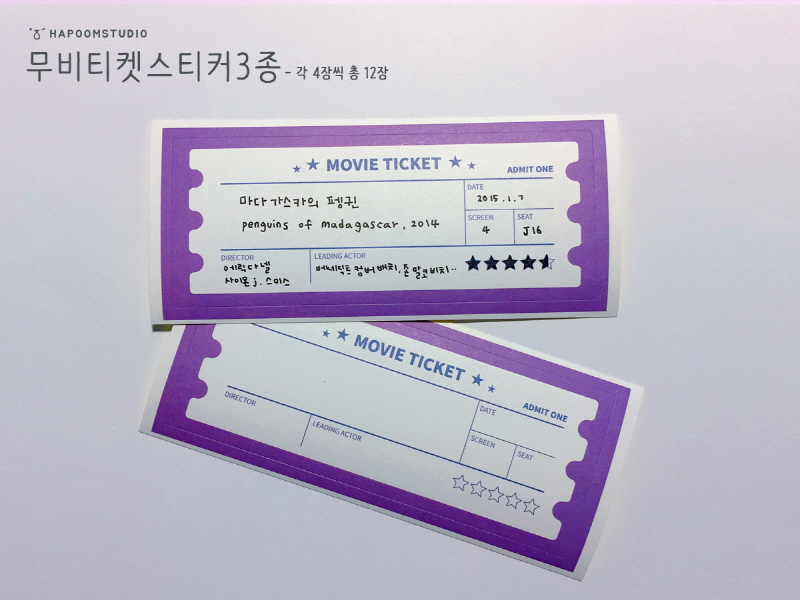 HAPOOMSTUDIO
무비티켓스티커3종 - 각 4장씩 총 12장
MOVIE TICKET
ADMIT ONE
마다가스카의 펭귄
penguins of madagascar, 2014
DATE
2015.1.7
SCREEN
4
SEAT
J16
DIRECTOR
에릭다넬
사이몬 j. 스미스
LEADING ACTOR
베네딕트 컴버배치, 존 말코비치..
MOVIE TICKET
ADMIT ONE
DATE
SCREEN
SEAT
DIRECTOR
LEADING ACTOR